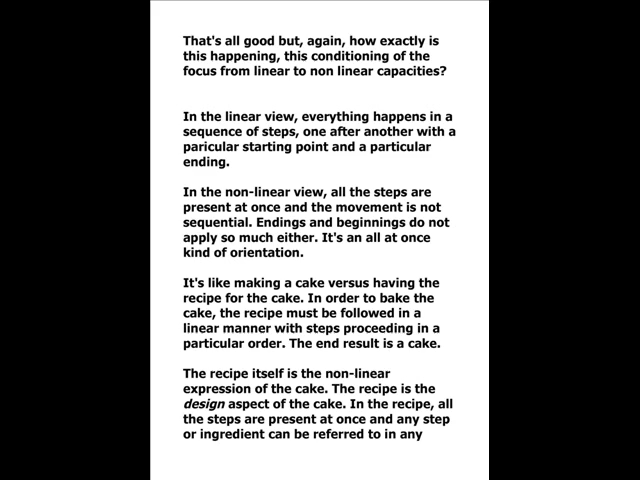 That's all good but, again, how exactly is
this happening, this conditioning of the
focus from linear to non linear capacities?
In the linear view, everything happens in a
sequence of steps, one after another with a
paricular starting point and a particular
ending.
In the non-linear view, all the steps are
present at once and the movement is not
sequential. Endings and beginnings do not
apply so much either. It's an all at once
kind of orientation.
It's like making a cake versus having the
recipe for the cake. In order to bake the
cake, the recipe must be followed in a
linear manner with steps proceeding in a
particular order. The end result is a cake.
The recipe itself is the non-linear
expression of the cake. The recipe is the
design aspect of the cake. In the recipe, all
the steps are present at once and any step
or ingredient can be referred to in any